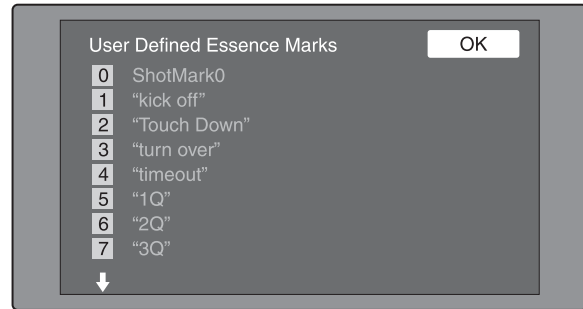 User Defined Essence Marks OK
0 ShotMark0
1 “kick off”
2 “Touch Down”
3 “turn over”
4 “timeout”
5 “1Q”
6 “2Q”
7 “3Q”